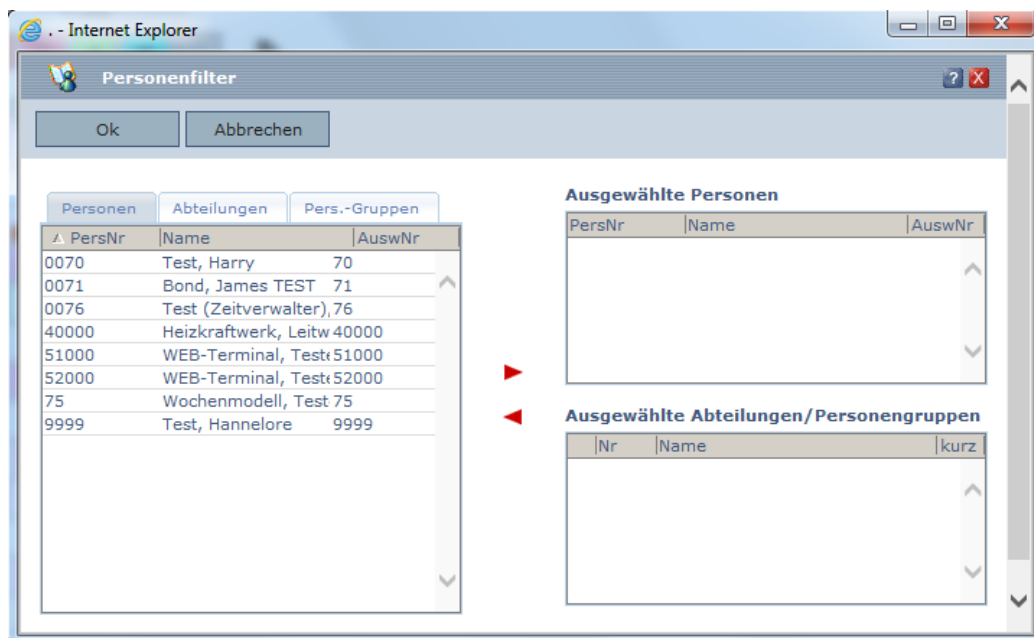 . - Internet Explorer
Personenfilter
Ok Abbrechen
Personen Abteilungen Pers.-Gruppen
PersNr Name AuswNr
0070 Test, Harry 70
0071 Bond, James TEST 71
0076 Test (Zeitverwalter), 76
40000 Heizkraftwerk, Leitw 40000
51000 WEB-Terminal, Teste 51000
52000 WEB-Terminal, Teste 52000
75 Wochenmodell, Test 75
9999 Test, Hannelore 9999
Ausgewählte Personen
PersNr Name AuswNr
Ausgewählte Abteilungen/Personengruppen
Nr Name kurz